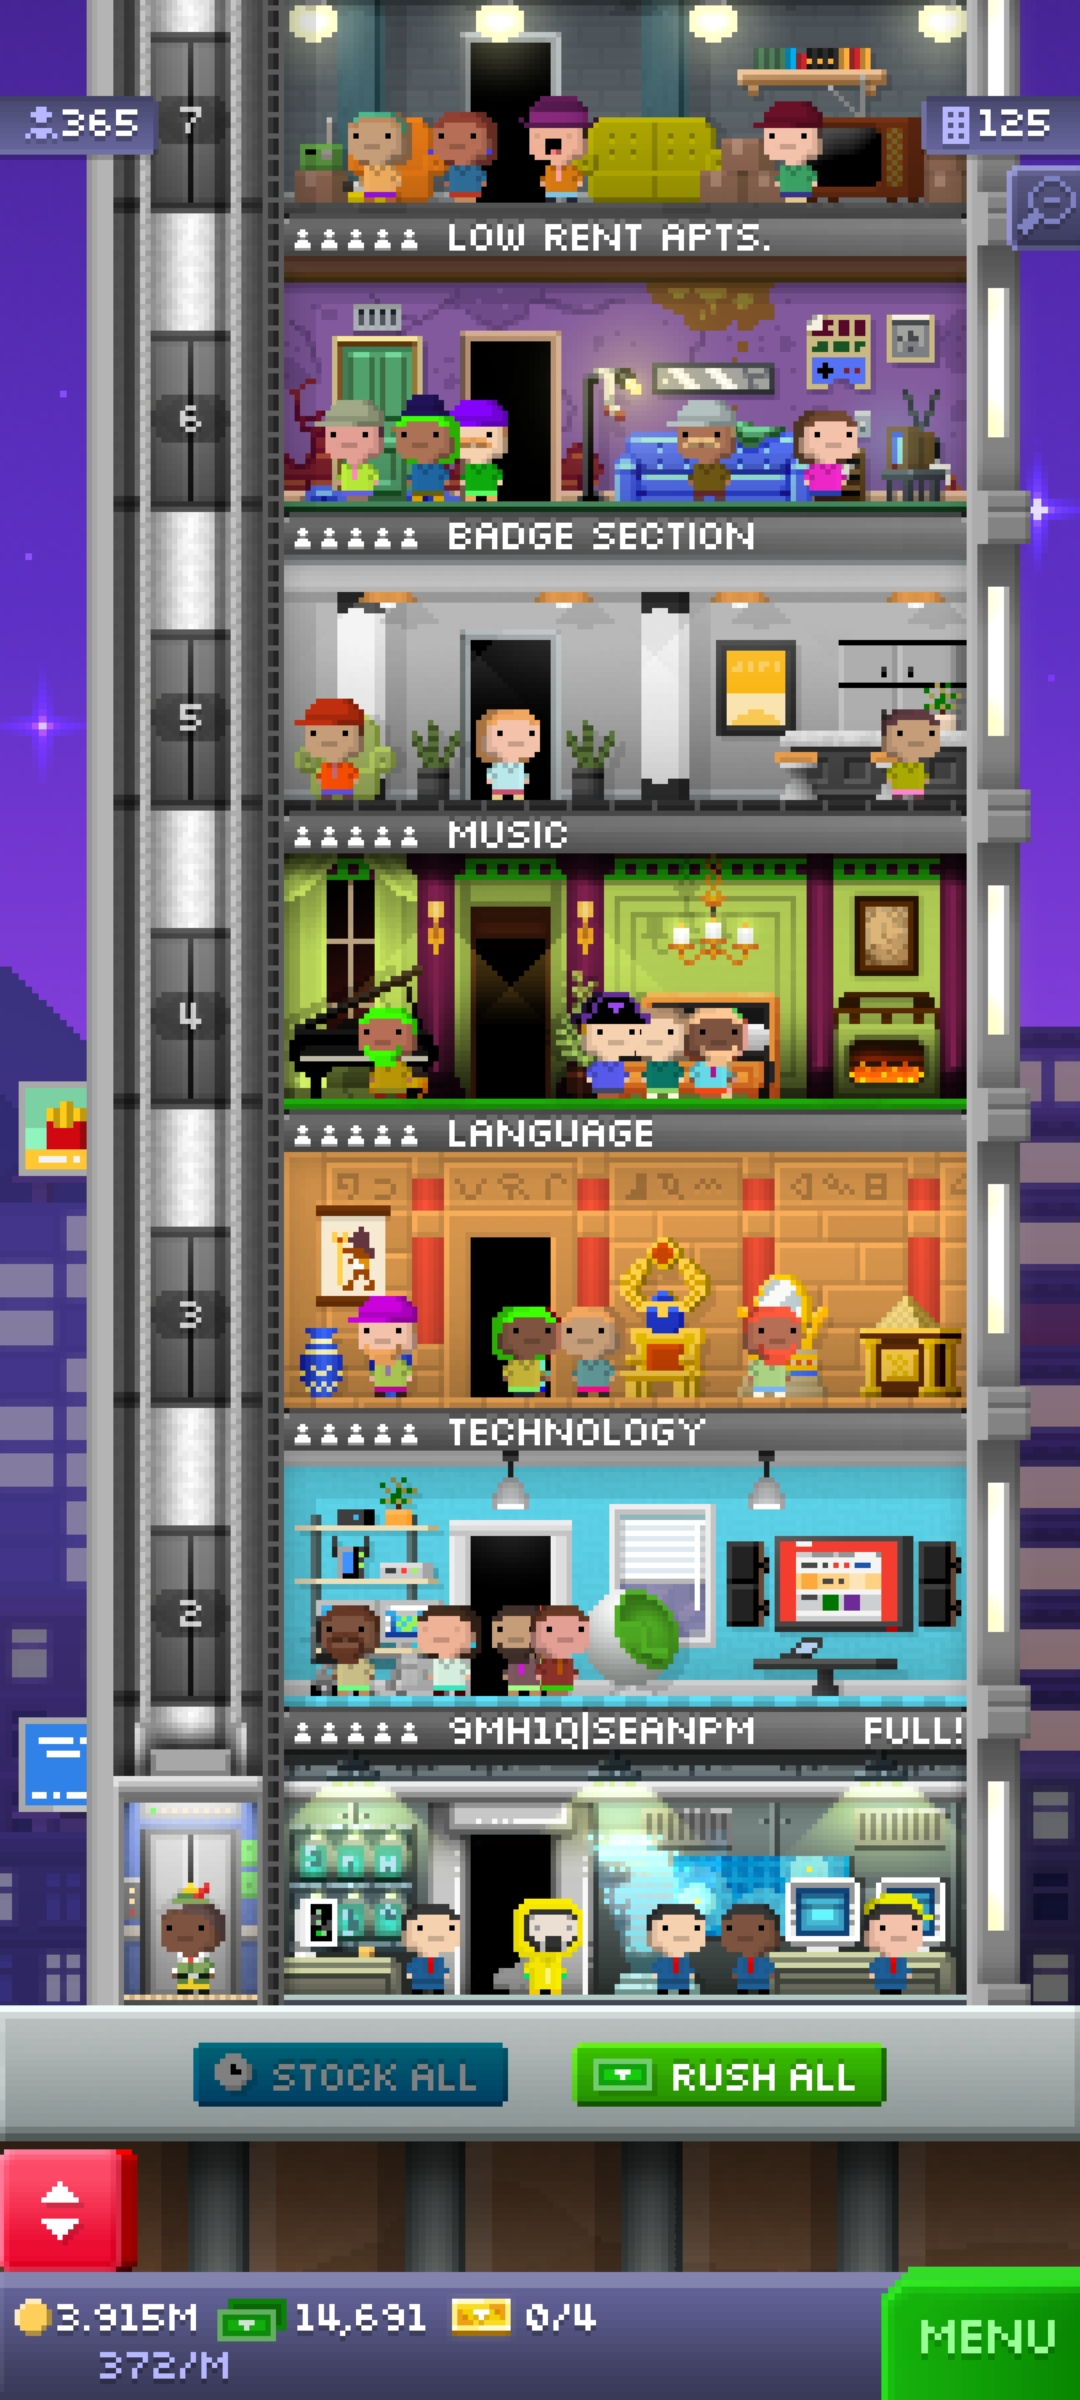 7
365
125
LOW RENT APTS.
6
BADGE SECTION
5
MUSIC
4
LANGUAGE
3
TECHNOLOGY
2
9MH1Q|SEANPM FULL!
STOCK ALL
RUSH ALL
3.915M 14,691 0/4
372/M
MENU